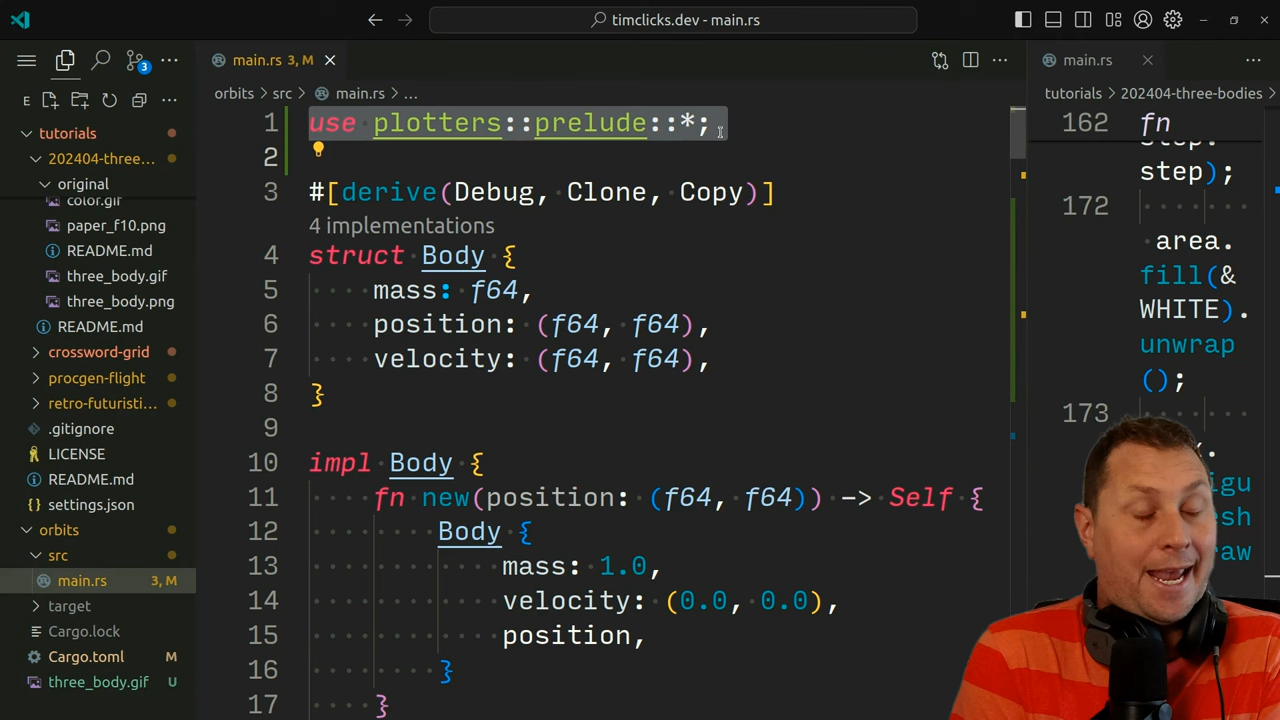 timclicks.dev - main.rs
3
main.rs 3, M
main.rs
E
tutorials
202404-three...
original
color.gif
paper_f10.png
README.md
three_body.gif
three_body.png
README.md
crossword-grid
procgen-flight
retro-futuristi...
.gitignore
LICENSE
README.md
settings.json
orbits
src
main.rs 3, M
target
Cargo.lock
Cargo.toml M
three_body.gif U
orbits > src > main.rs > ...
1 use plotters::prelude::*;
2
3 #[derive(Debug, Clone, Copy)]
4 implementations
4 struct Body {
5 mass: f64,
6 position: (f64, f64),
7 velocity: (f64, f64),
8 }
9
10 impl Body {
11 fn new(position: (f64, f64)) -> Self {
12 Body {
13 mass: 1.0,
14 velocity: (0.0, 0.0),
15 position,
16 }
17 }
tutorials > 202404-three-bodies >
162 fn
step:
step);
172
area.
fill(&
WHITE).
unwrap
();
173